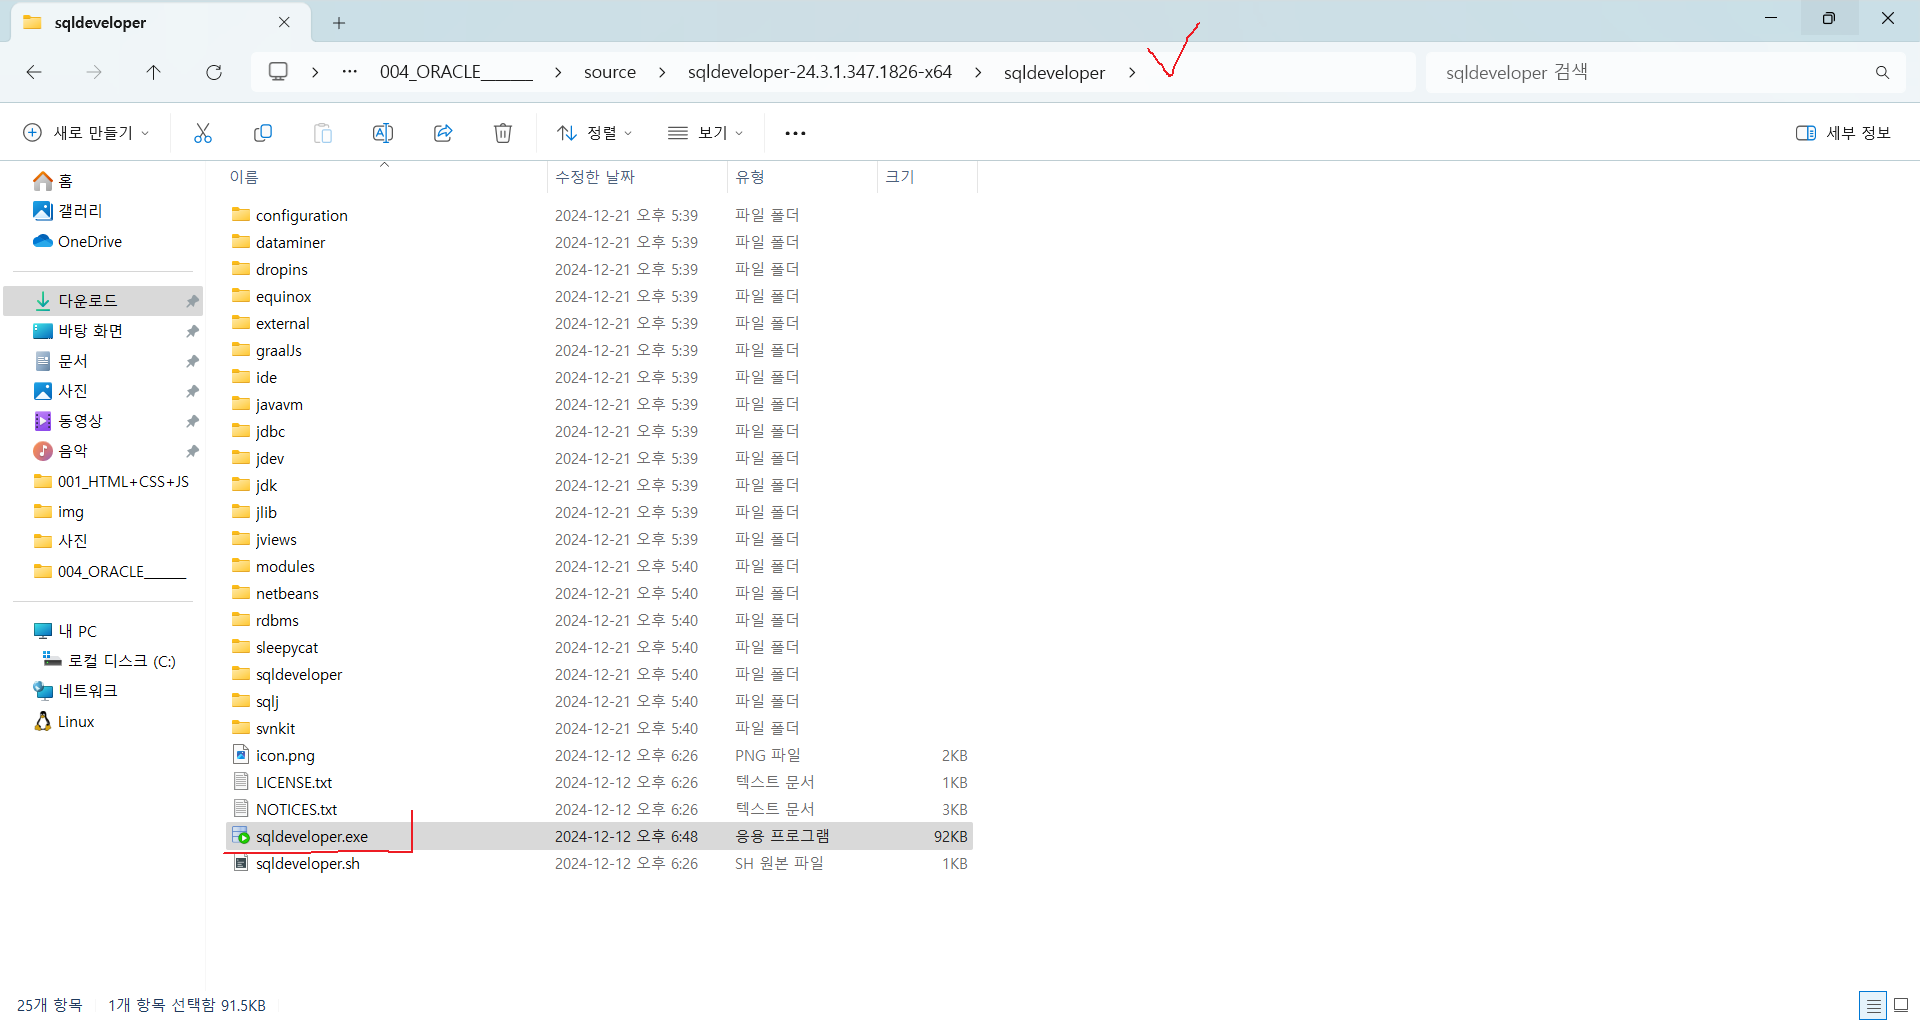 sqldeveloper
004_ORACLE______ > source > sqldeveloper-24.3.1.347.1826-x64 > sqldeveloper >
sqldeveloper 검색
새로 만들기
정렬
보기
세부 정보
홈
갤러리
OneDrive
다운로드
바탕 화면
문서
사진
동영상
음악
001_HTML+CSS+JS
img
사진
004_ORACLE______
내 PC
로컬 디스크 (C:)
네트워크
Linux
이름 수정한 날짜 유형 크기
configuration 2024-12-21 오후 5:39 파일 폴더
dataminer 2024-12-21 오후 5:39 파일 폴더
dropins 2024-12-21 오후 5:39 파일 폴더
equinox 2024-12-21 오후 5:39 파일 폴더
external 2024-12-21 오후 5:39 파일 폴더
graalJs 2024-12-21 오후 5:39 파일 폴더
ide 2024-12-21 오후 5:39 파일 폴더
javavm 2024-12-21 오후 5:39 파일 폴더
jdbc 2024-12-21 오후 5:39 파일 폴더
jdev 2024-12-21 오후 5:39 파일 폴더
jdk 2024-12-21 오후 5:39 파일 폴더
jlib 2024-12-21 오후 5:39 파일 폴더
jviews 2024-12-21 오후 5:39 파일 폴더
modules 2024-12-21 오후 5:40 파일 폴더
netbeans 2024-12-21 오후 5:40 파일 폴더
rdbms 2024-12-21 오후 5:40 파일 폴더
sleepycat 2024-12-21 오후 5:40 파일 폴더
sqldeveloper 2024-12-21 오후 5:40 파일 폴더
sqlj 2024-12-21 오후 5:40 파일 폴더
svnkit 2024-12-21 오후 5:40 파일 폴더
icon.png 2024-12-12 오후 6:26 PNG 파일 2KB
LICENSE.txt 2024-12-12 오후 6:26 텍스트 문서 1KB
NOTICES.txt 2024-12-12 오후 6:26 텍스트 문서 3KB
sqldeveloper.exe 2024-12-12 오후 6:48 응용 프로그램 92KB
sqldeveloper.sh 2024-12-12 오후 6:26 SH 원본 파일 1KB
25개 항목 1개 항목 선택함 91.5KB